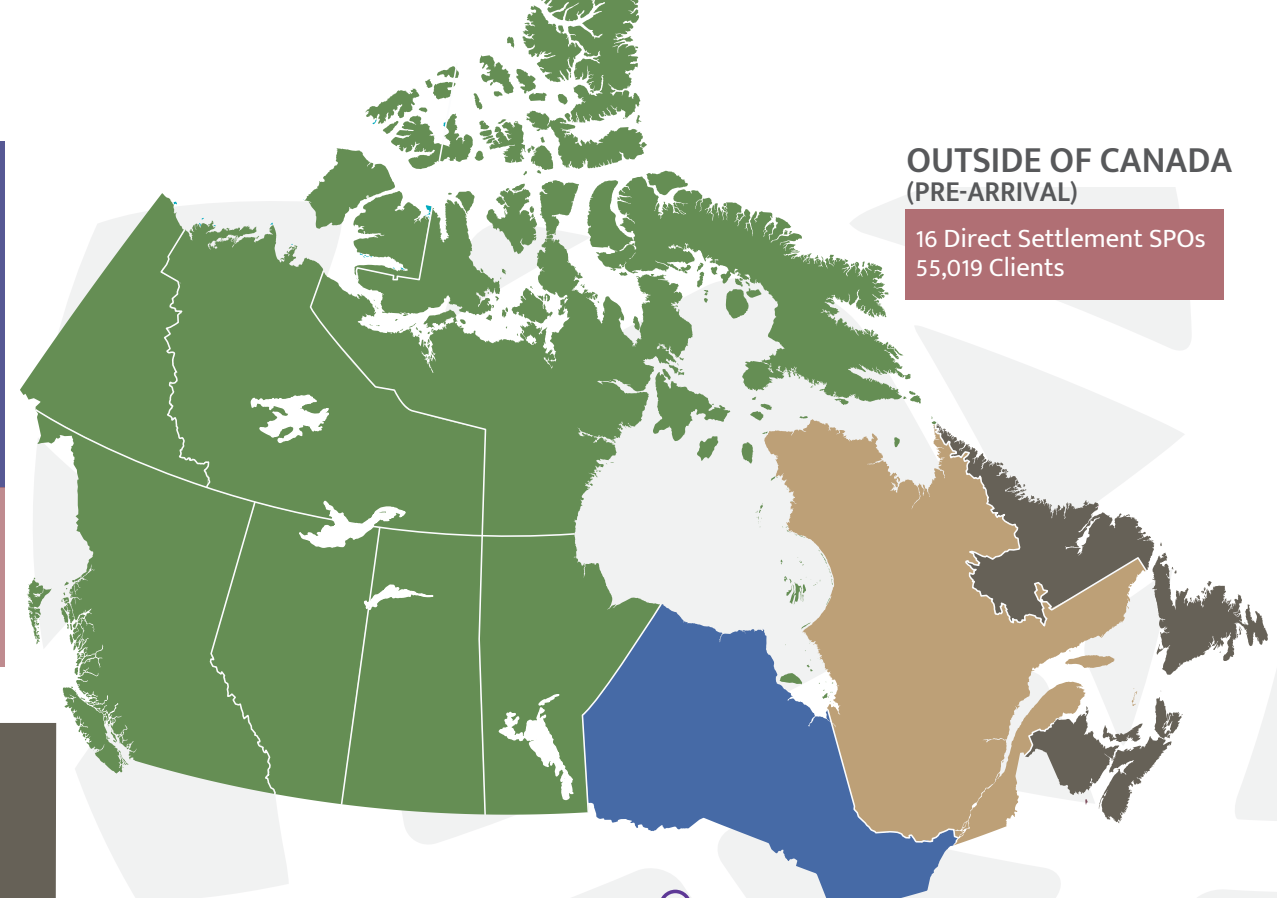 OUTSIDE OF CANADA
(PRE-ARRIVAL)
16 Direct Settlement SPOs
55,019 Clients